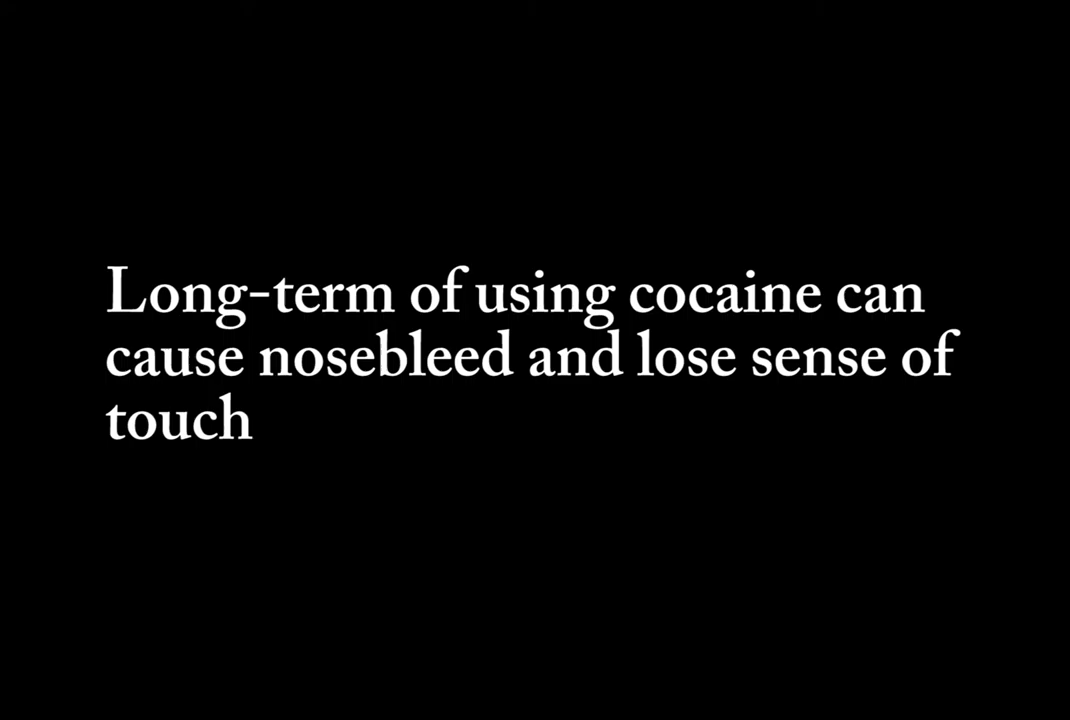 Long-term of using cocaine can
cause nosebleed and lose sense of
touch